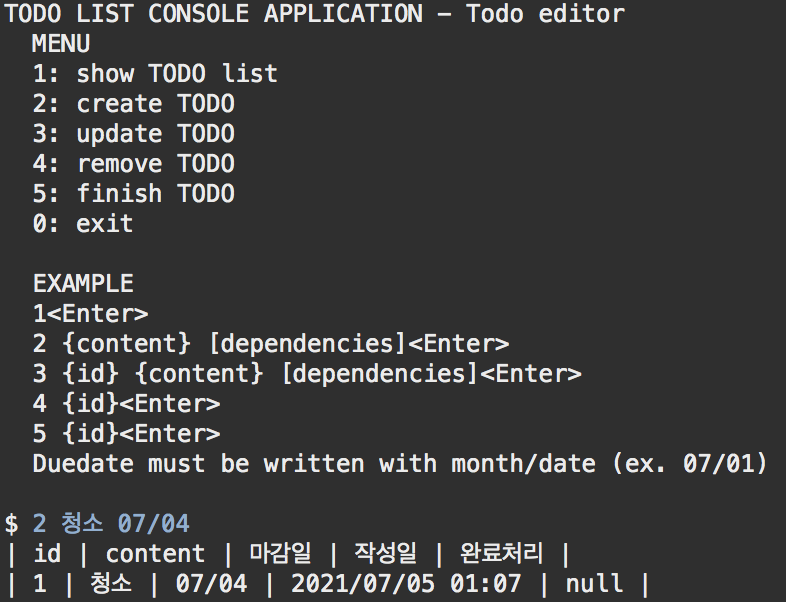 TODO LIST CONSOLE APPLICATION – Todo editor
MENU
1: show TODO list
2: create TODO
3: update TODO
4: remove TODO
5: finish TODO
0: exit
EXAMPLE
1<Enter>
2 {content} [dependencies]<Enter>
3 {id} {content} [dependencies]<Enter>
4 {id}<Enter>
5 {id}<Enter>
Duedate must be written with month/date (ex. 07/01)
$ 2 청소 07/04
| id | content | 마감일 | 작성일 | 완료처리 |
| 1 | 청소 | 07/04 | 2021/07/05 01:07 | null |